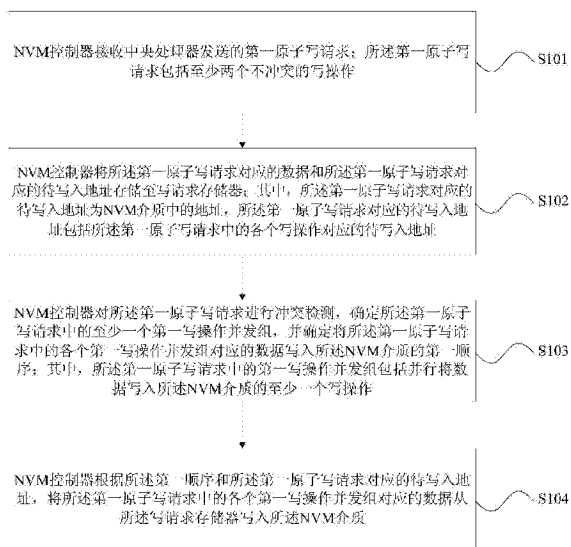 NVM控制器接收中央处理器发送的第一原子写请求；所述第一原子写
请求包括至少两个不冲突的写操作
S101
NVM控制器将所述第一原子写请求对应的数据和所述第一原子写请求对
应的待写入地址存储至写请求存储器；其中，所述第一原子写请求对应的
待写入地址为NVM介质中的地址，所述第一原子写请求对应的待写入地
址包括所述第一原子写请求中的各个写操作对应的待写入地址
S102
NVM控制器对所述第一原子写请求进行冲突检测，确定所述第一原子
写请求中的至少一个第一写操作并发组，并确定将所述第一原子写请
求中的各个第一写操作并发组对应的数据写入所述NVM介质的第一顺
序；其中，所述第一原子写请求中的第一写操作并发组包括并行将数
据写入所述NVM介质的至少一个写操作
S103
NVM控制器根据所述第一顺序和所述第一原子写请求对应的待写入地
址，将所述第一原子写请求中的各个第一写操作并发组对应的数据从
所述写请求存储器写入所述NVM介质
S104